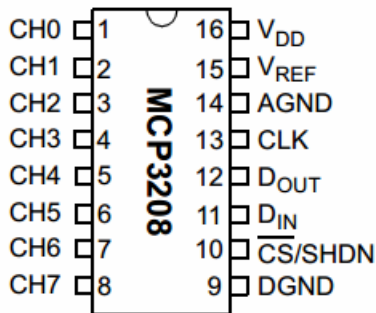 CH0 1 16 VDD
CH1 2 15 VREF
CH2 3 14 AGND
CH3 4 13 CLK
CH4 5 12 DOUT
CH5 6 11 DIN
CH6 7 10 CS/SHDN
CH7 8 9 DGND
MCP3208